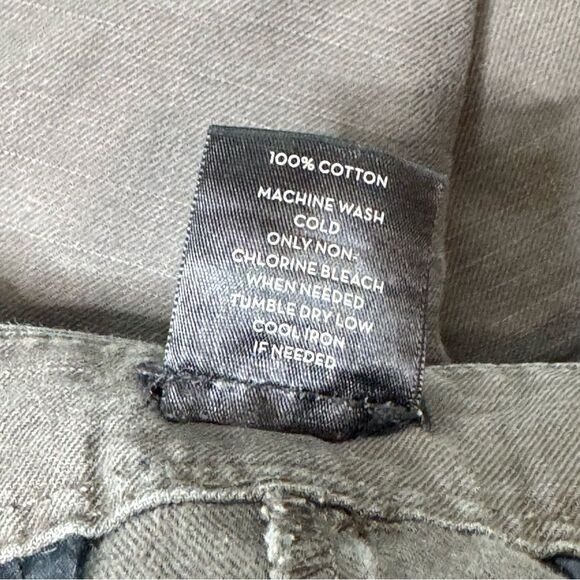 100% COTTON
MACHINE WASH
COLD
ONLY NON-
CHLORINE BLEACH
WHEN NEEDED
TUMBLE DRY LOW
COOL IRON
IF NEEDED